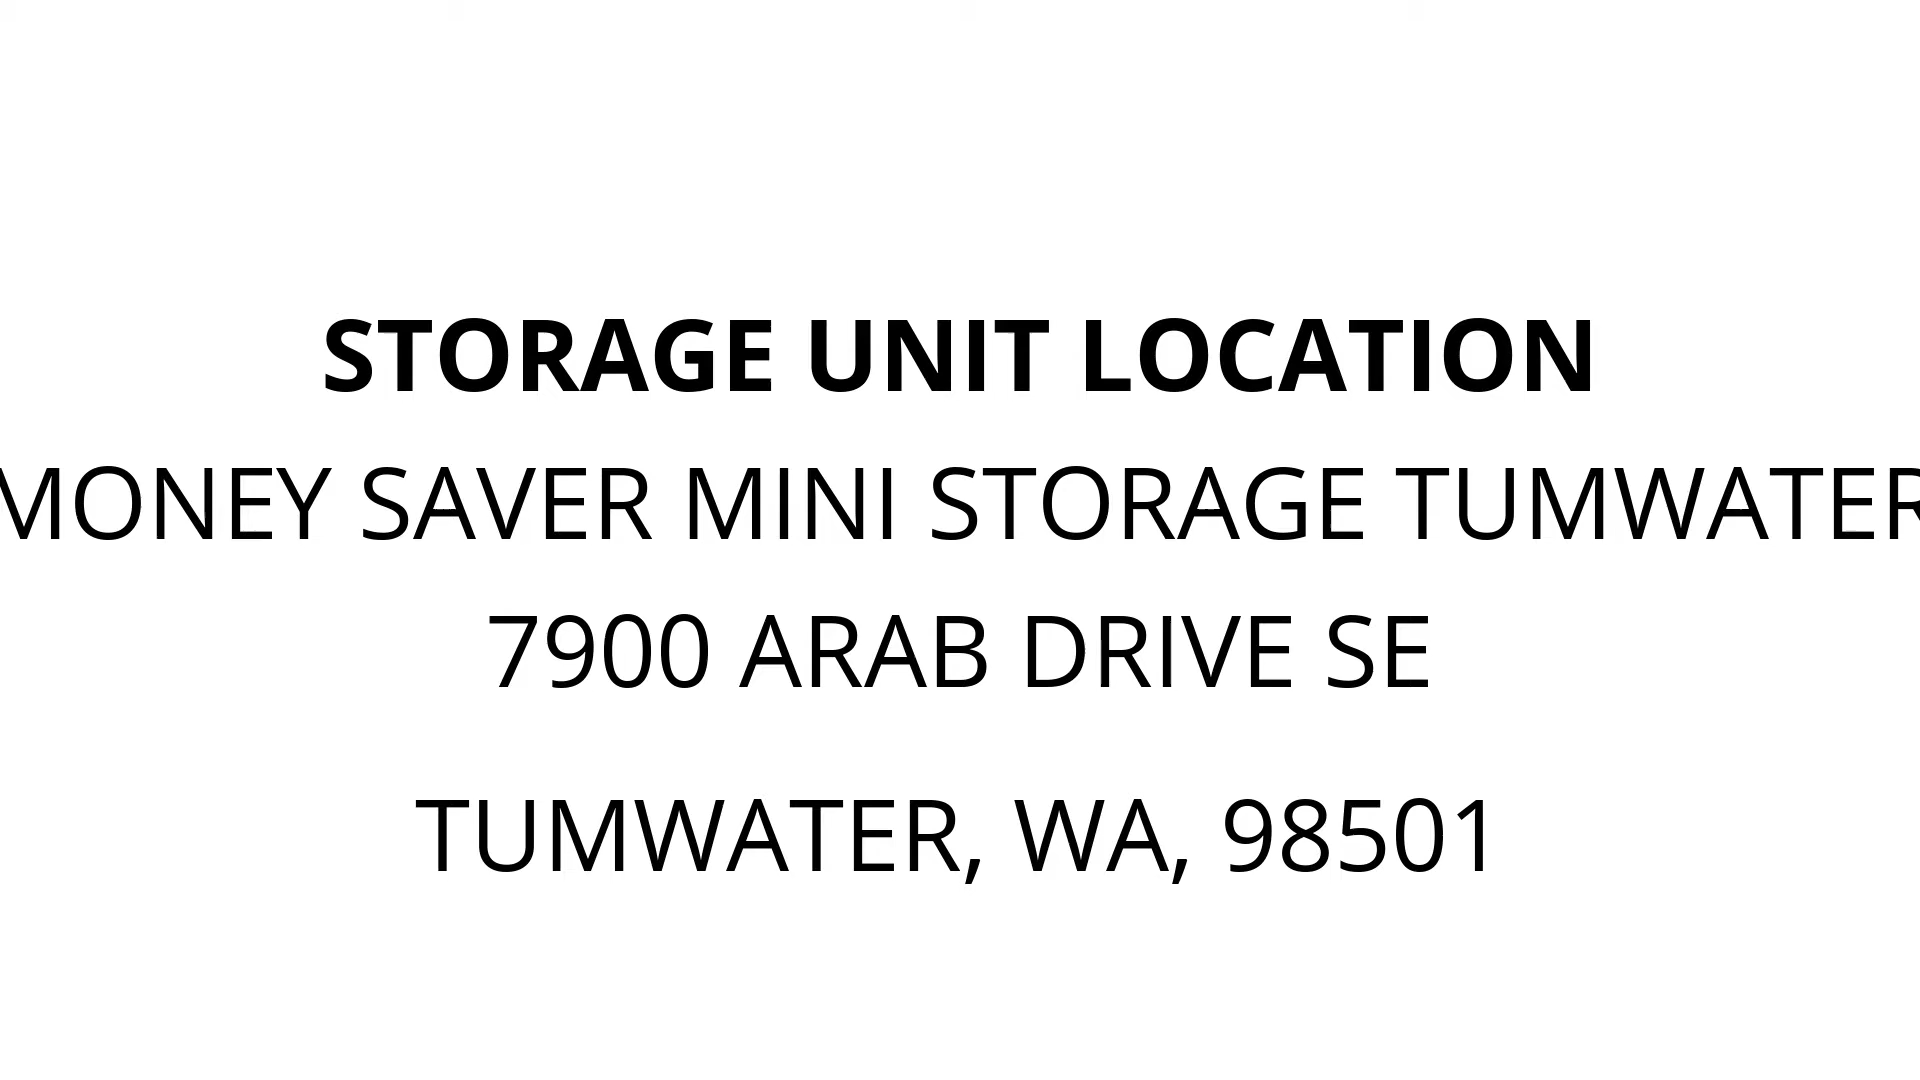 STORAGE UNIT LOCATION
MONEY SAVER MINI STORAGE TUMWATER
7900 ARAB DRIVE SE
TUMWATER, WA, 98501